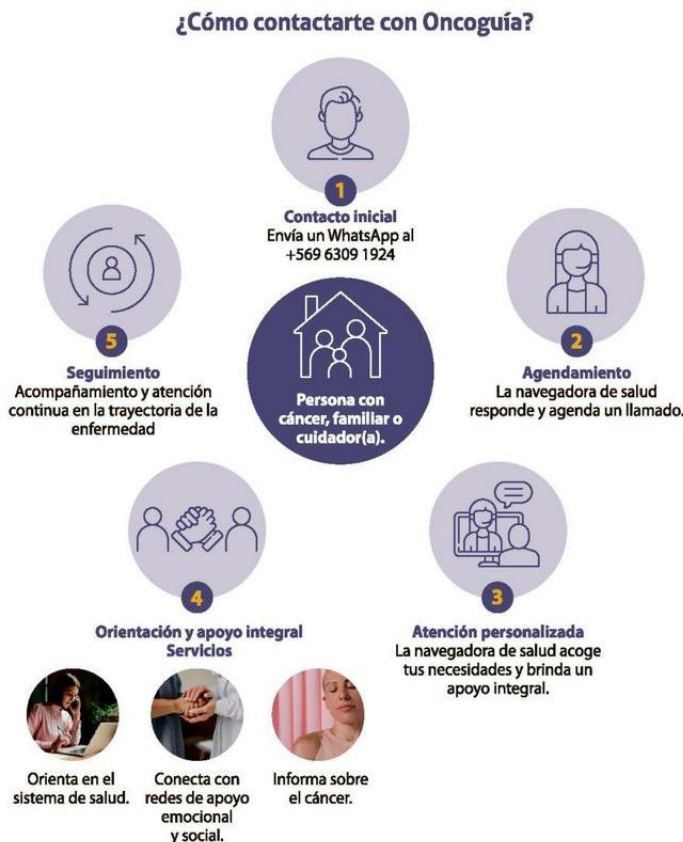 ¿Cómo contactarte con Oncoguía?
1
Contacto inicial
Envía un WhatsApp al
+569 6309 1924
2
Agendamiento
La navegadora de salud
responde y agenda un llamado.
Persona con
cáncer, familiar o
cuidador(a).
3
Atención personalizada
La navegadora de salud acoge
tus necesidades y brinda un
apoyo integral.
4
Orientación y apoyo integral
Servicios
Orienta en el
sistema de salud.
Conecta con
redes de apoyo
emocional
y social.
Informa sobre
el cáncer.
5
Seguimiento
Acompañamiento y atención
continua en la trayectoria de la
enfermedad